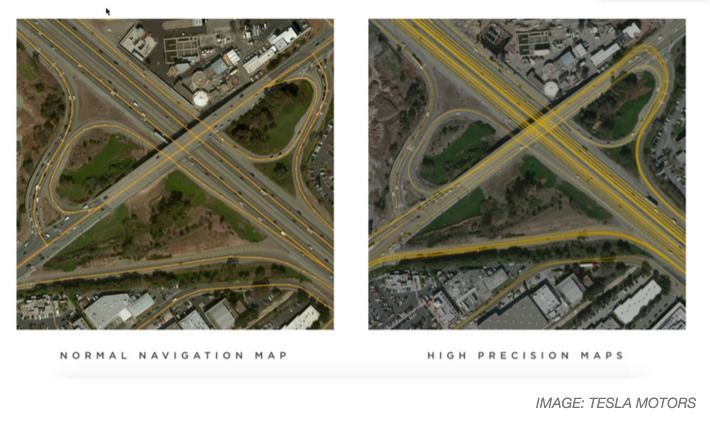 NORMAL NAVIGATION MAP
HIGH PRECISION MAPS
IMAGE: TESLA MOTORS